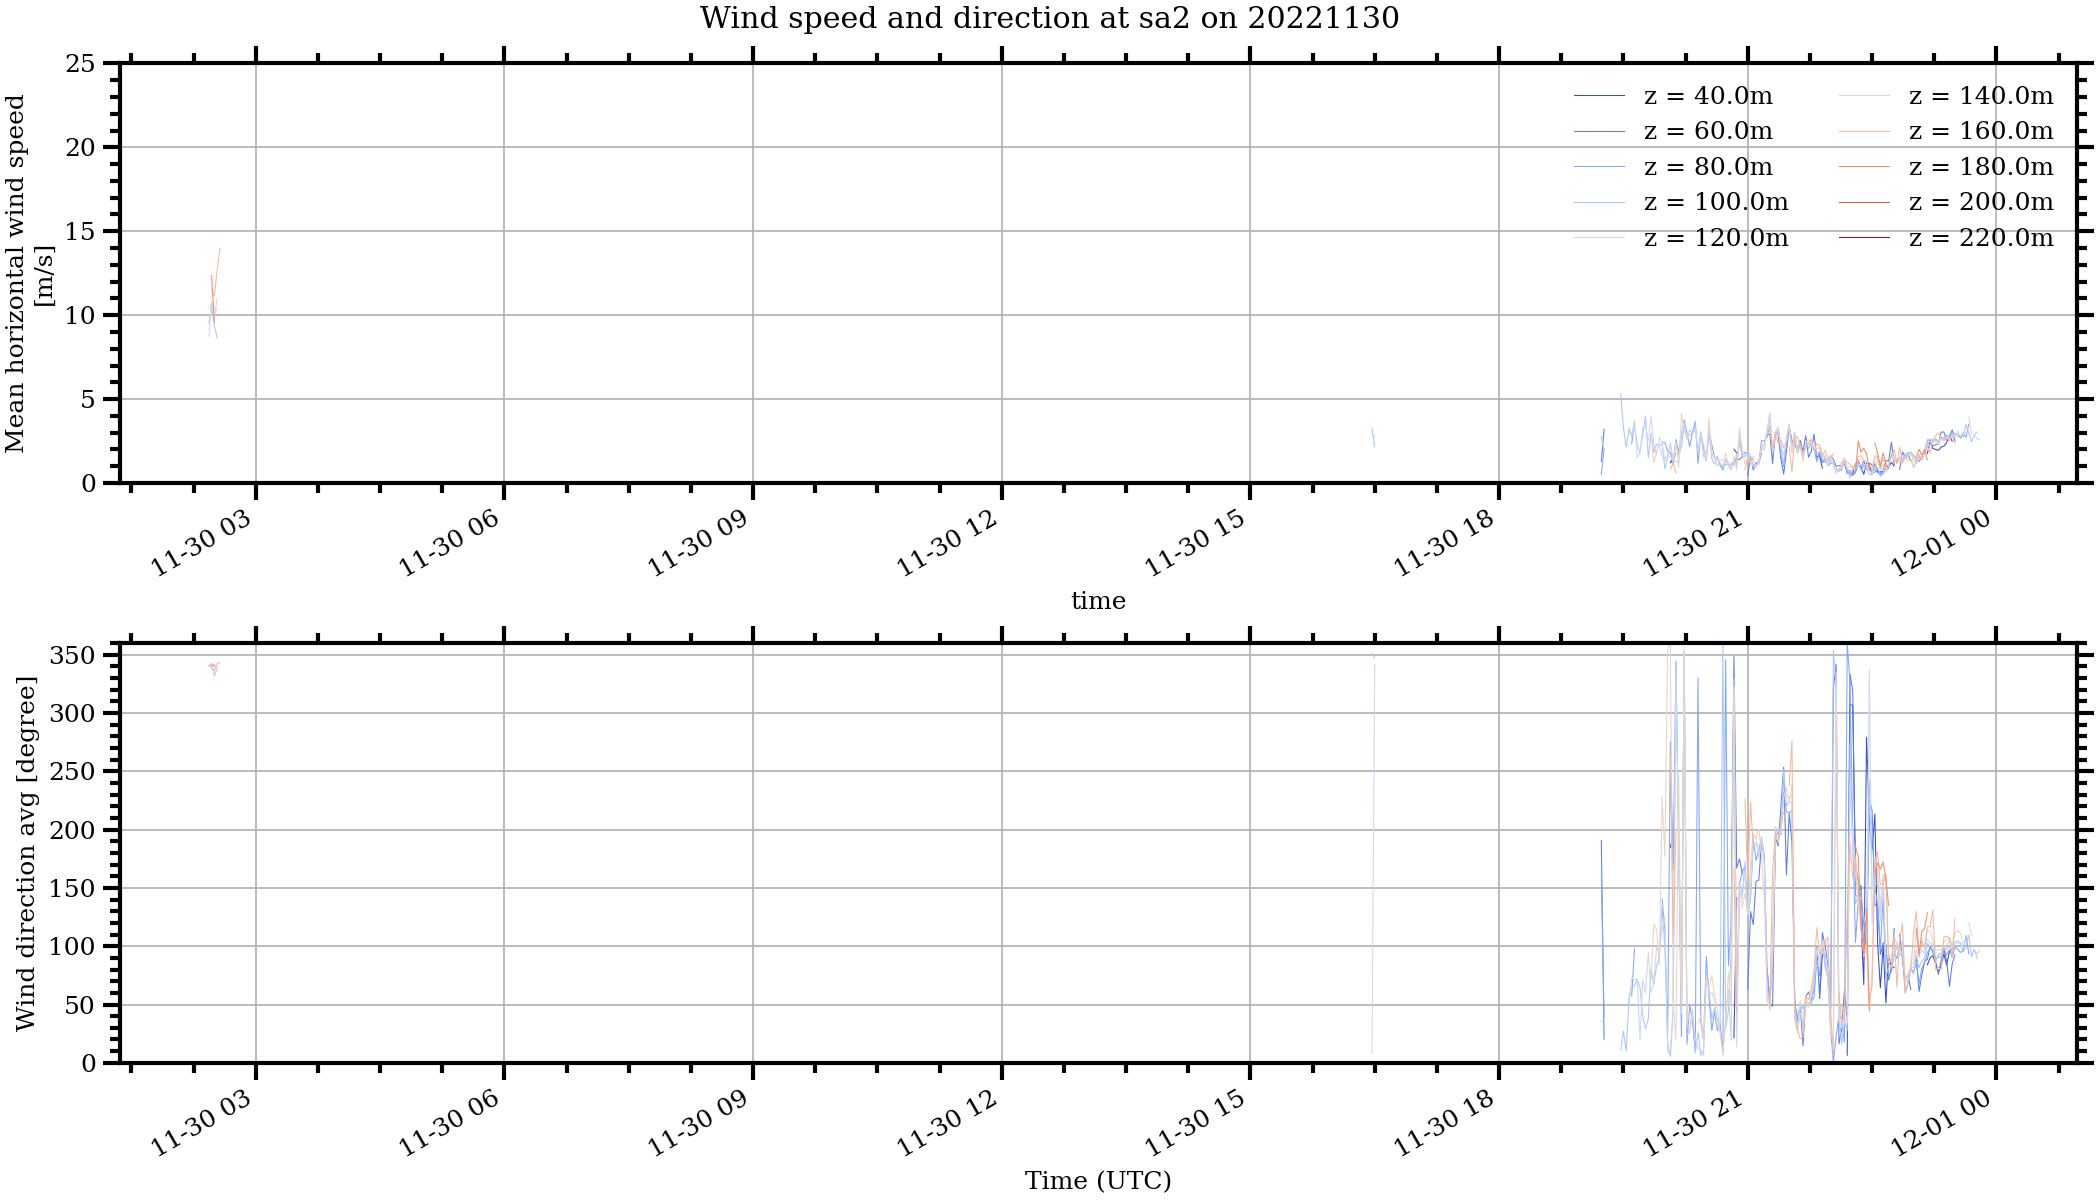 Wind speed and direction at sa2 on 20221130
Mean horizontal wind speed
[m/s]
25
20
15
10
5
0
z = 40.0m
z = 60.0m
z = 80.0m
z = 100.0m
z = 120.0m
z = 140.0m
z = 160.0m
z = 180.0m
z = 200.0m
z = 220.0m
11-30 03
11-30 06
11-30 09
11-30 12
11-30 15
11-30 18
11-30 21
12-01 00
time
Wind direction avg [degree]
350
300
250
200
150
100
50
0
11-30 03
11-30 06
11-30 09
11-30 12
11-30 15
11-30 18
11-30 21
12-01 00
Time (UTC)